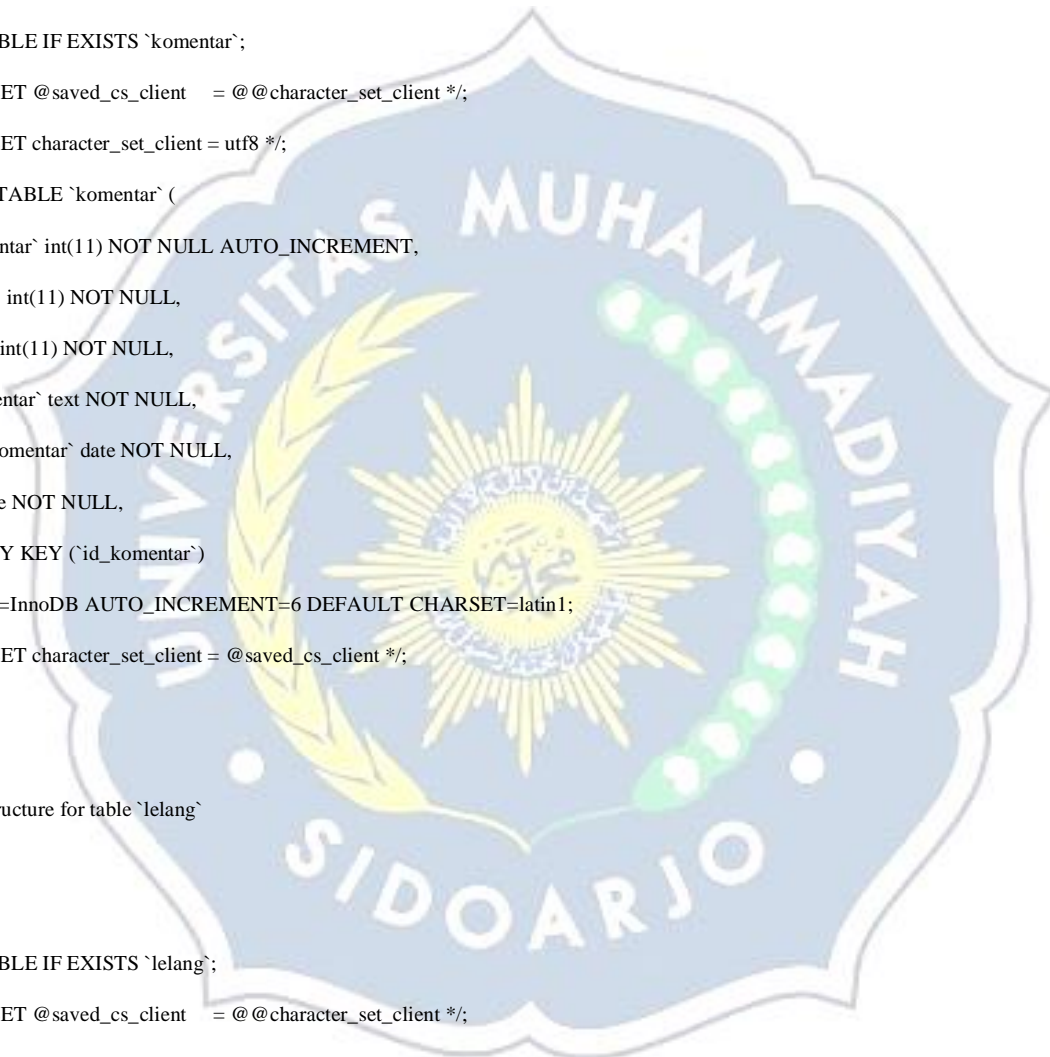 BLE IF EXISTS `komentar`;
ET @saved_cs_client = @@character_set_client */;
ET character_set_client = utf8 */;
TABLE `komentar` (
ntar` int(11) NOT NULL AUTO_INCREMENT,
int(11) NOT NULL,
int(11) NOT NULL,
entar` text NOT NULL,
omentar` date NOT NULL,
e NOT NULL,
Y KEY (`id_komentar`)
=InnoDB AUTO_INCREMENT=6 DEFAULT CHARSET=latin1;
ET character_set_client = @saved_cs_client */;
ucture for table `lelang`
BLE IF EXISTS `lelang`;
ET @saved_cs_client = @@character_set_client */;
UNIVERSITAS MUHAMMADIYAH
SIDOARJO
محمد